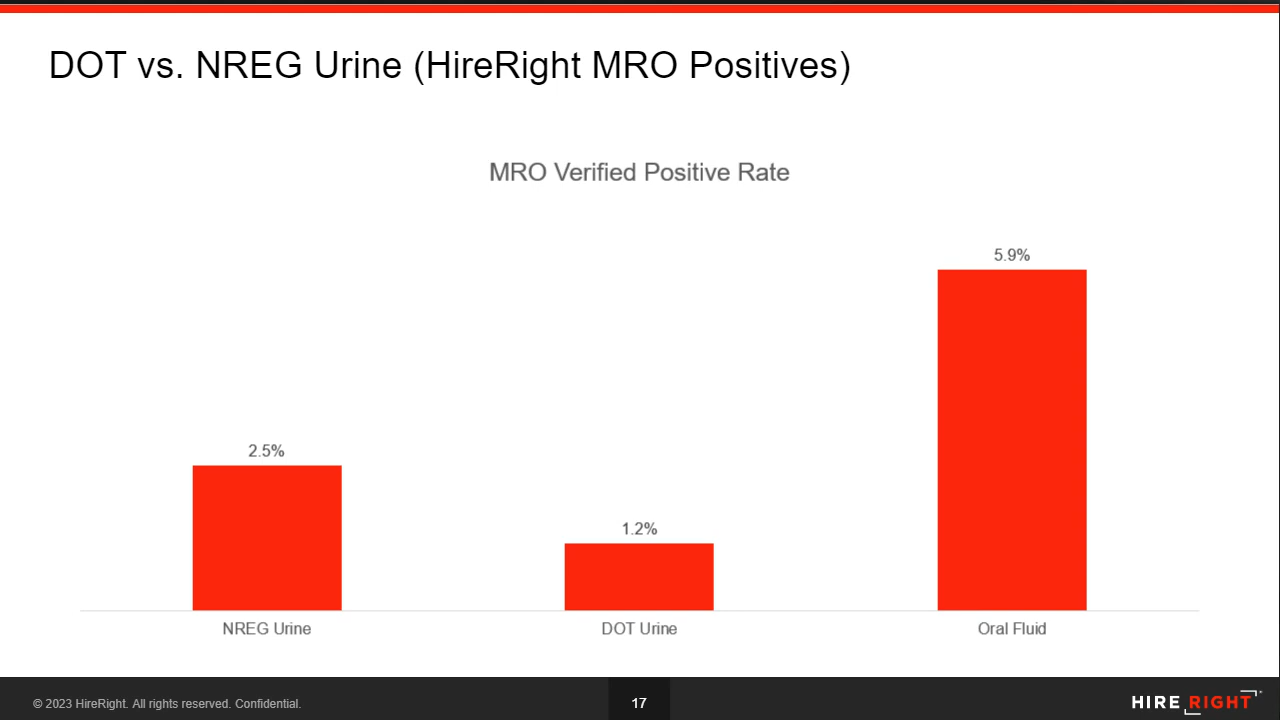 DOT vs. NREG Urine (HireRight MRO Positives)
MRO Verified Positive Rate
5.9%
2.5%
1.2%
NREG Urine
DOT Urine
Oral Fluid
© 2023 HireRight. All rights reserved. Confidential.
17
HIRE RIGHT